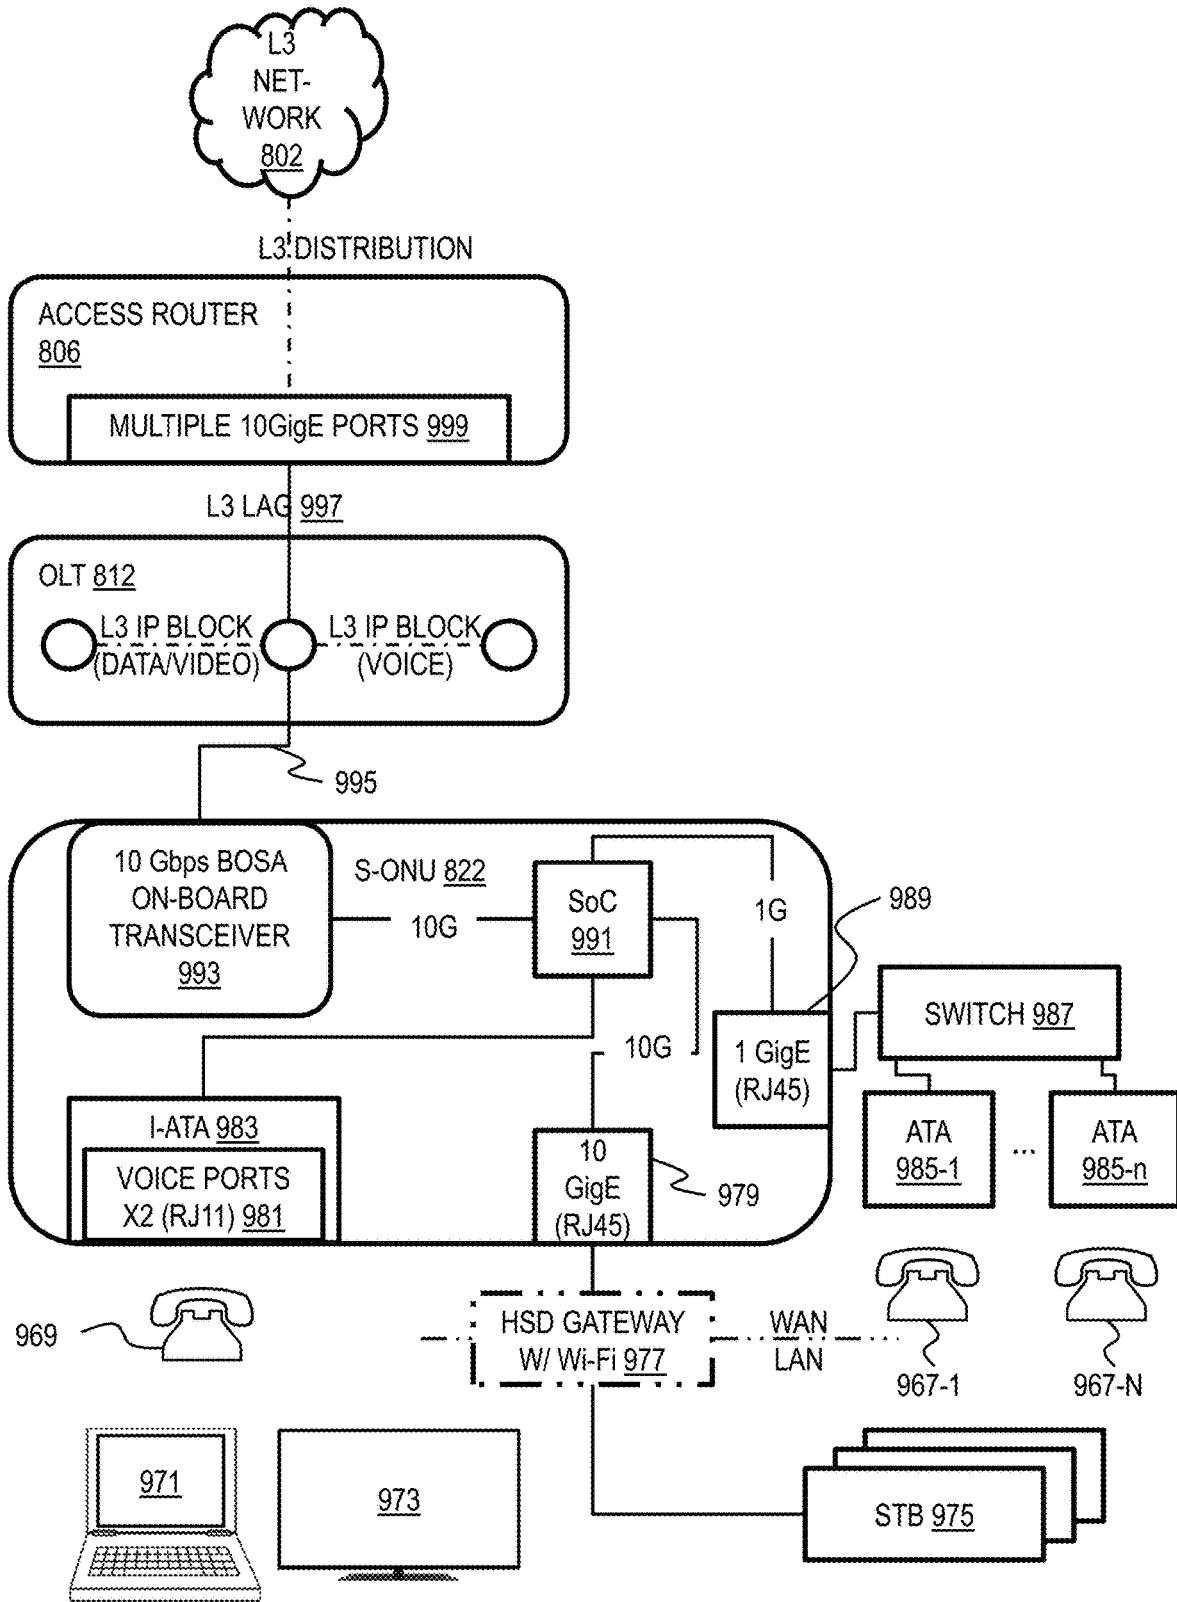 L3
NET-
WORK
802
L3 DISTRIBUTION
ACCESS ROUTER
806
MULTIPLE 10GigE PORTS 999
L3 LAG 997
OLT 812
L3 IP BLOCK
(DATA/VIDEO)
L3 IP BLOCK
(VOICE)
995
10 Gbps BOSA
ON-BOARD
TRANSCEIVER
993
S-ONU 822
10G
SoC
991
1G
989
SWITCH 987
10G
1 GigE
(RJ45)
I-ATA 983
VOICE PORTS
X2 (RJ11) 981
10
GigE
(RJ45)
979
ATA
985-1
...
ATA
985-n
969
HSD GATEWAY
W/ Wi-Fi 977
WAN
LAN
967-1
967-N
971
973
STB 975